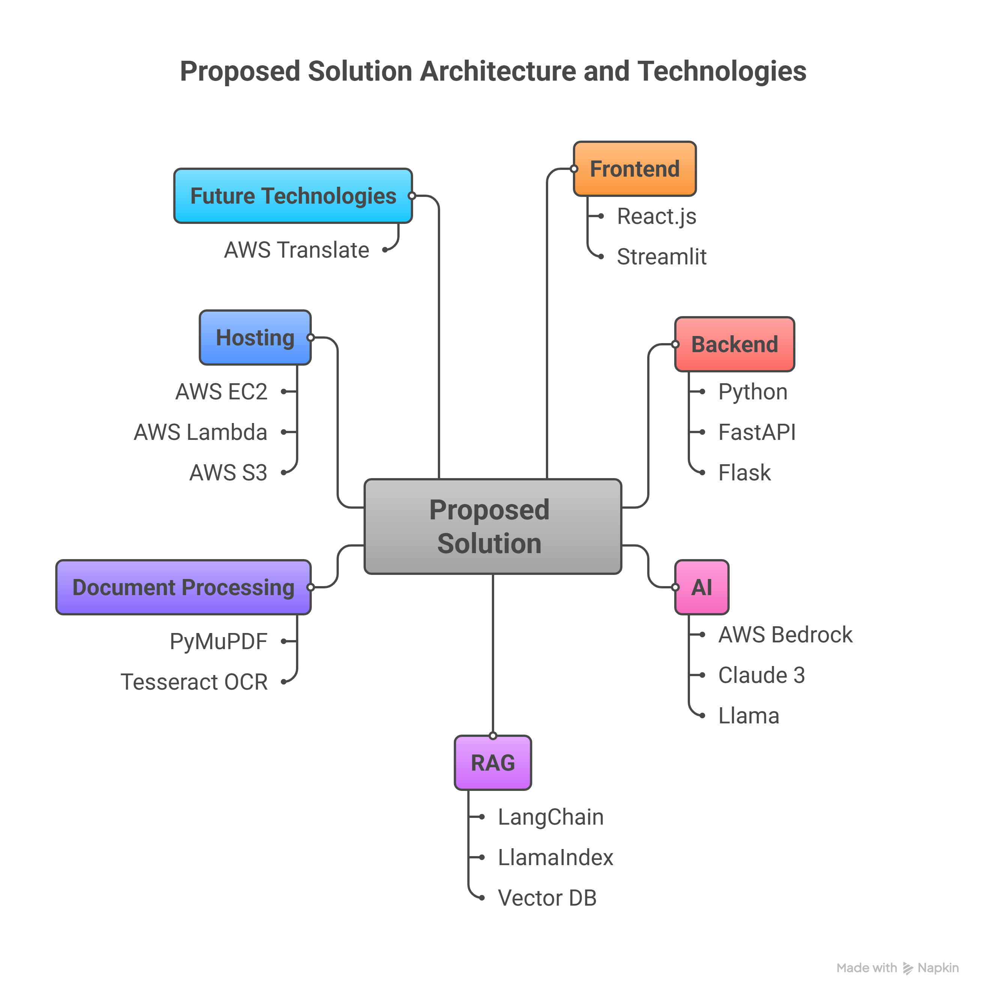 Proposed Solution Architecture and Technologies
Frontend
React.js
Streamlit
Future Technologies
AWS Translate
Hosting
AWS EC2
AWS Lambda
AWS S3
Backend
Python
FastAPI
Flask
Proposed
Solution
Document Processing
PyMuPDF
Tesseract OCR
AI
AWS Bedrock
Claude 3
Llama
RAG
LangChain
LlamaIndex
Vector DB
Made with Napkin